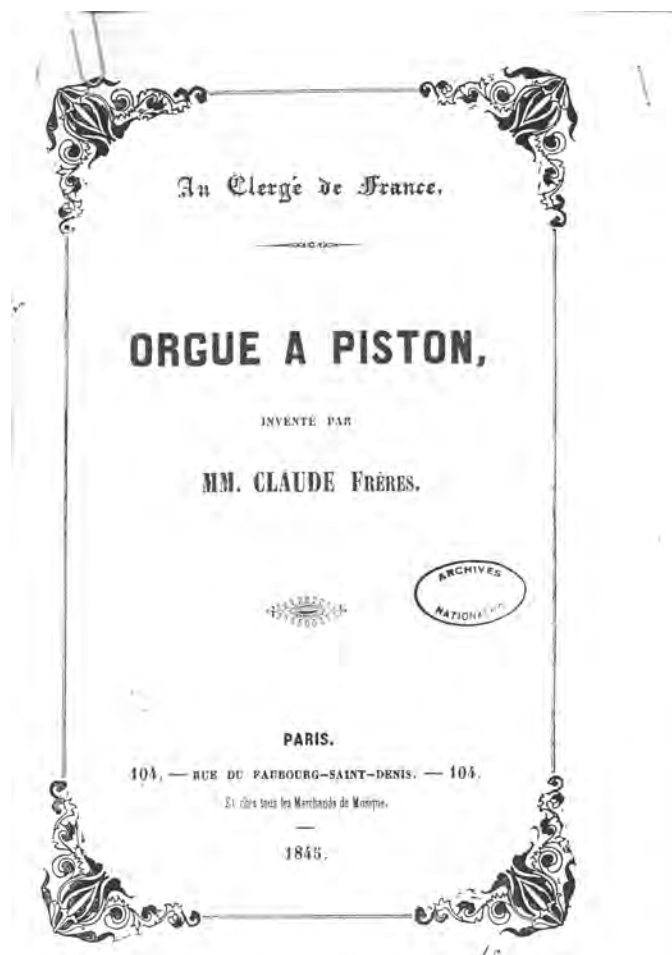 Au Clergé de France.
ORGUE A PISTON,
INVENTÉ PAR
MM. CLAUDE FRÈRES.
ARCHIVES
NATIONALES
PARIS.
104, — RUE DU FAUBOURG-SAINT-DENIS. — 104.
Et chez tous les Marchands de Musique.
1845.